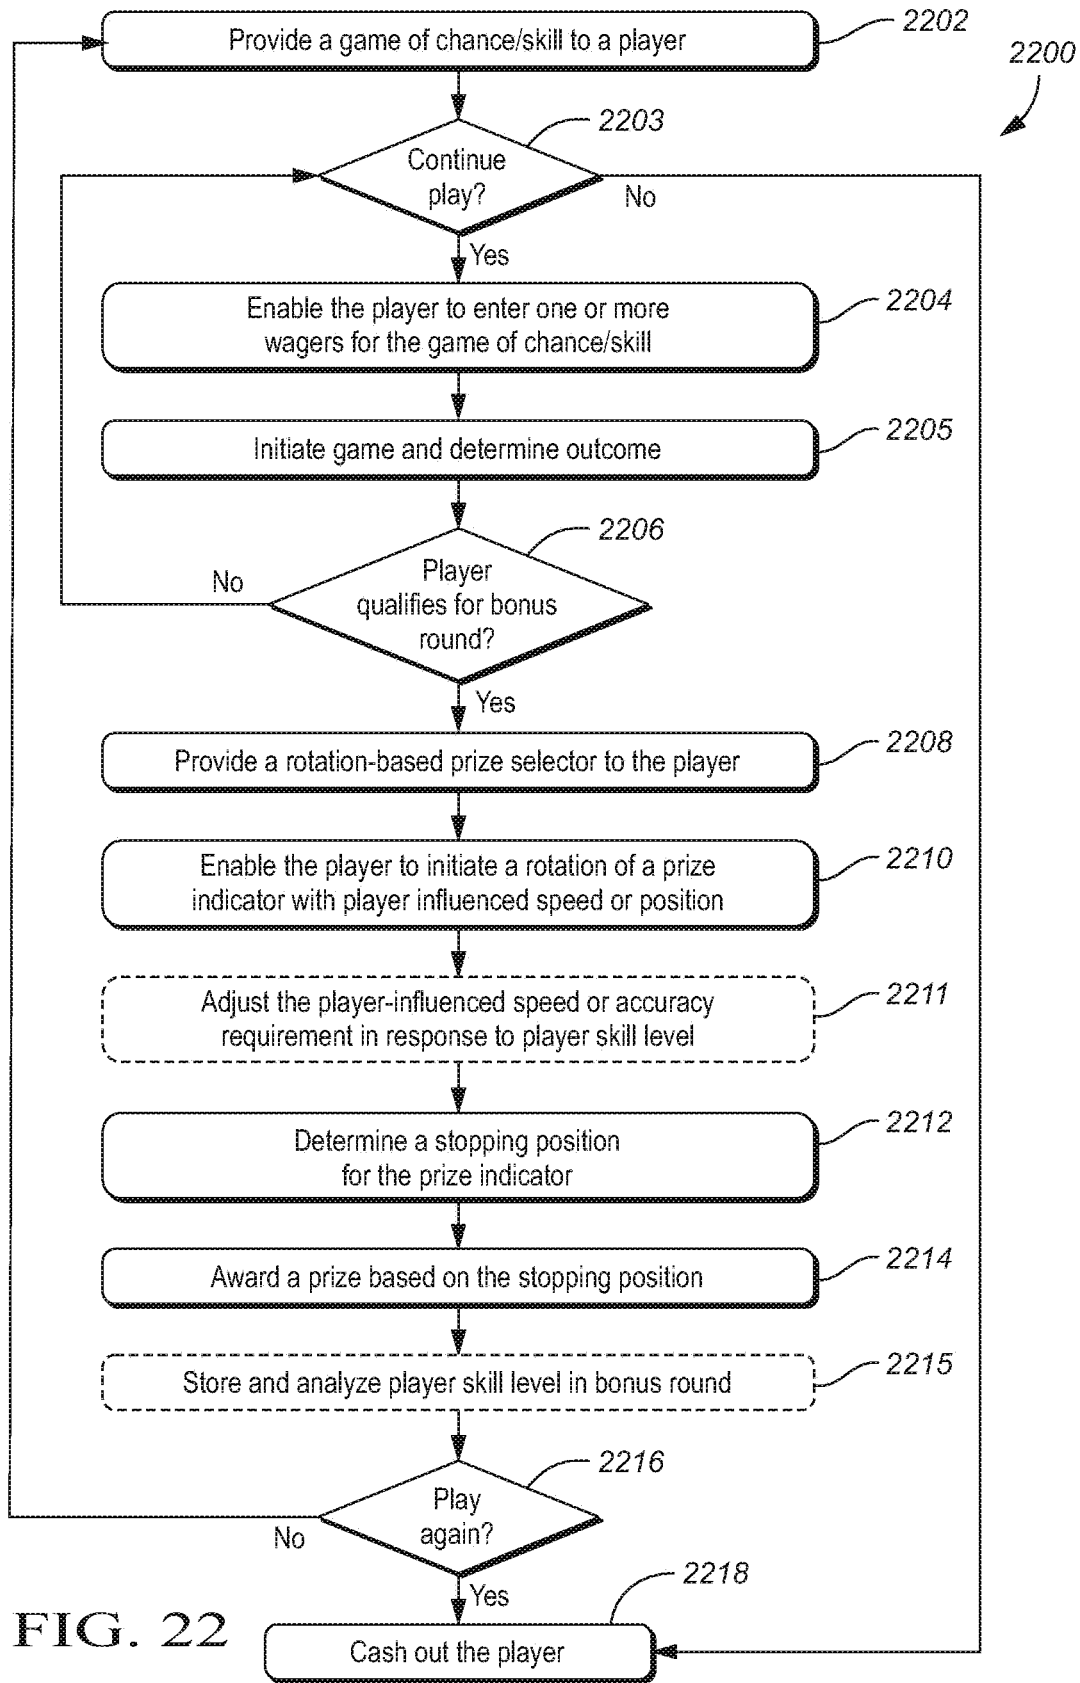 Provide a game of chance/skill to a player
2202
2200
2203
Continue
play?
No
Yes
Enable the player to enter one or more
wagers for the game of chance/skill
2204
Initiate game and determine outcome
2205
2206
Player
qualifies for bonus
round?
No
Yes
Provide a rotation-based prize selector to the player
2208
Enable the player to initiate a rotation of a prize
indicator with player influenced speed or position
2210
Adjust the player-influenced speed or accuracy
requirement in response to player skill level
2211
Determine a stopping position
for the prize indicator
2212
Award a prize based on the stopping position
2214
Store and analyze player skill level in bonus round
2215
2216
Play
again?
No
Yes
2218
Cash out the player
FIG. 22